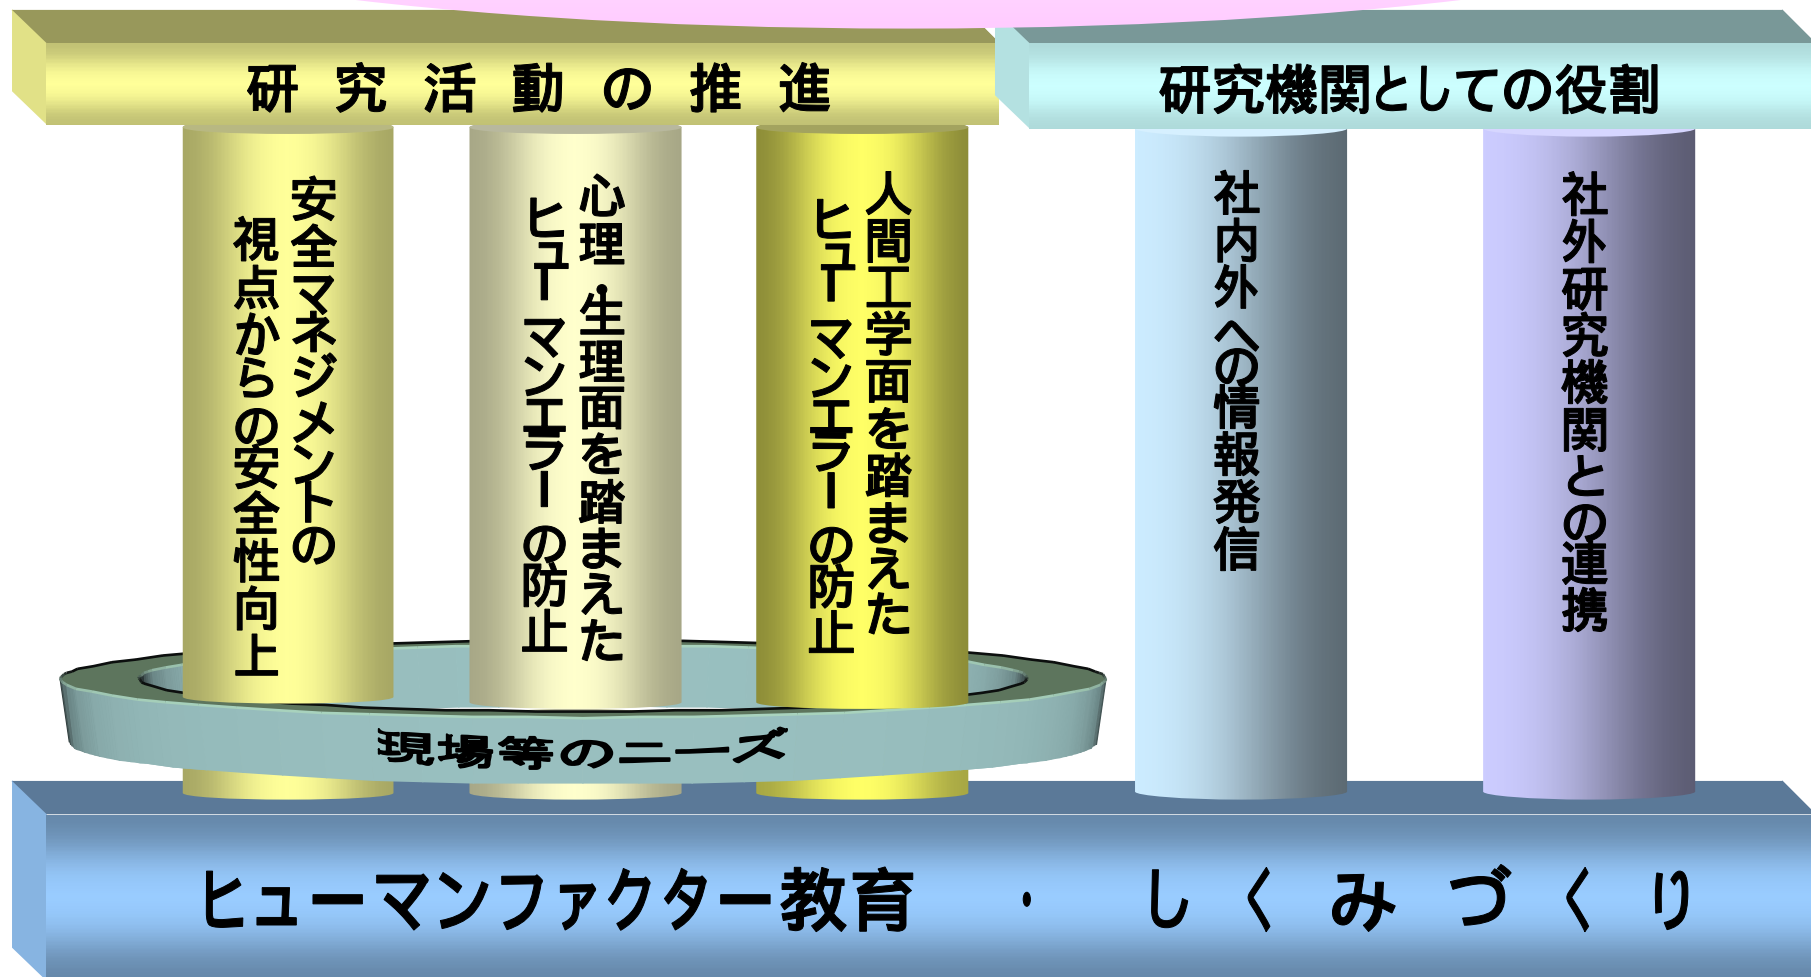 研究活動の推進
研究機関としての役割
安全マネジメントの
視点からの安全性向上
心理・生理面を踏まえた
ヒューマンエラーの防止
人間工学面を踏まえた
ヒューマンエラーの防止
社内外への情報発信
社外研究機関との連携
現場等のニーズ
ヒューマンファクター教育・しくみづくり